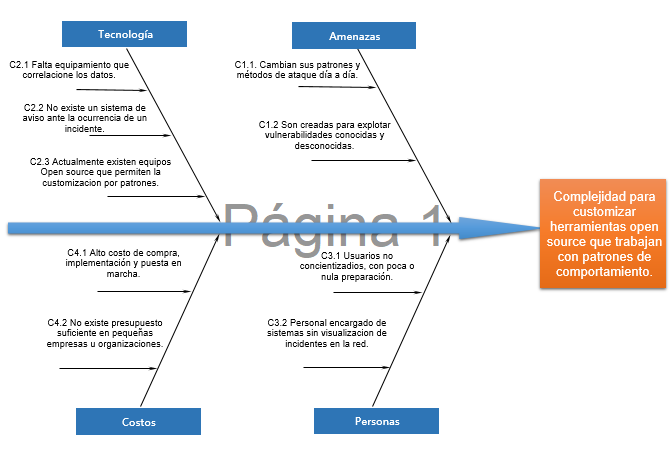 Tecnología
Amenazas
C2.1 Falta equipamiento que
correlacione los datos.
C1.1. Cambian sus patrones y
métodos de ataque día a día.
C2.2 No existe un sistema de
aviso ante la ocurrencia de un
incidente.
C1.2 Son creadas para explotar
vulnerabilidades conocidas y
desconocidas.
C2.3 Actualmente existen equipos
Open source que permiten la
customizacion por patrones.
Página 1
Complejidad para
customizar
herramientas open
source que trabajan
con patrones de
comportamiento.
C4.1 Alto costo de compra,
implementación y puesta en
marcha.
C3.1 Usuarios no
concientizados, con poca o
nula preparación.
C4.2 No existe presupuesto
suficiente en pequeñas
empresas u organizaciones.
C3.2 Personal encargado de
sistemas sin visualizacion de
incidentes en la red.
Costos
Personas